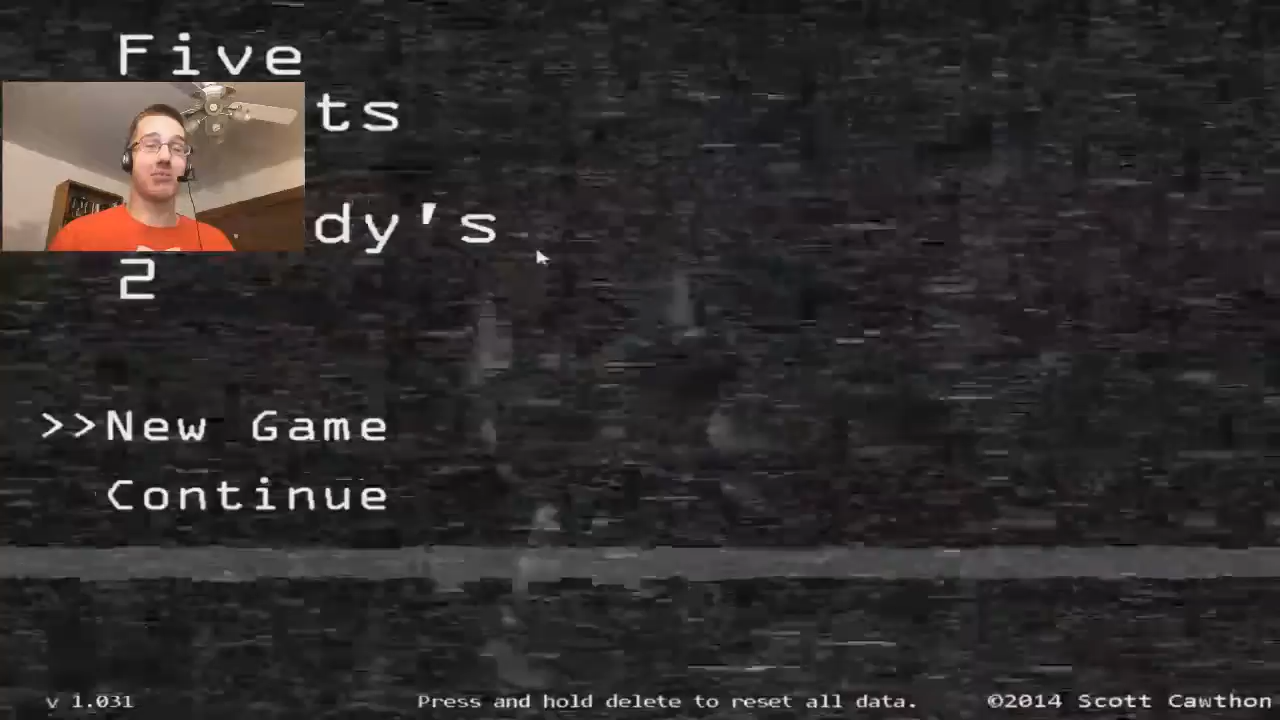 Five
ts
dy's
2
>>New Game
Continue
v 1.031
Press and hold delete to reset all data.
©2014 Scott Cawthon